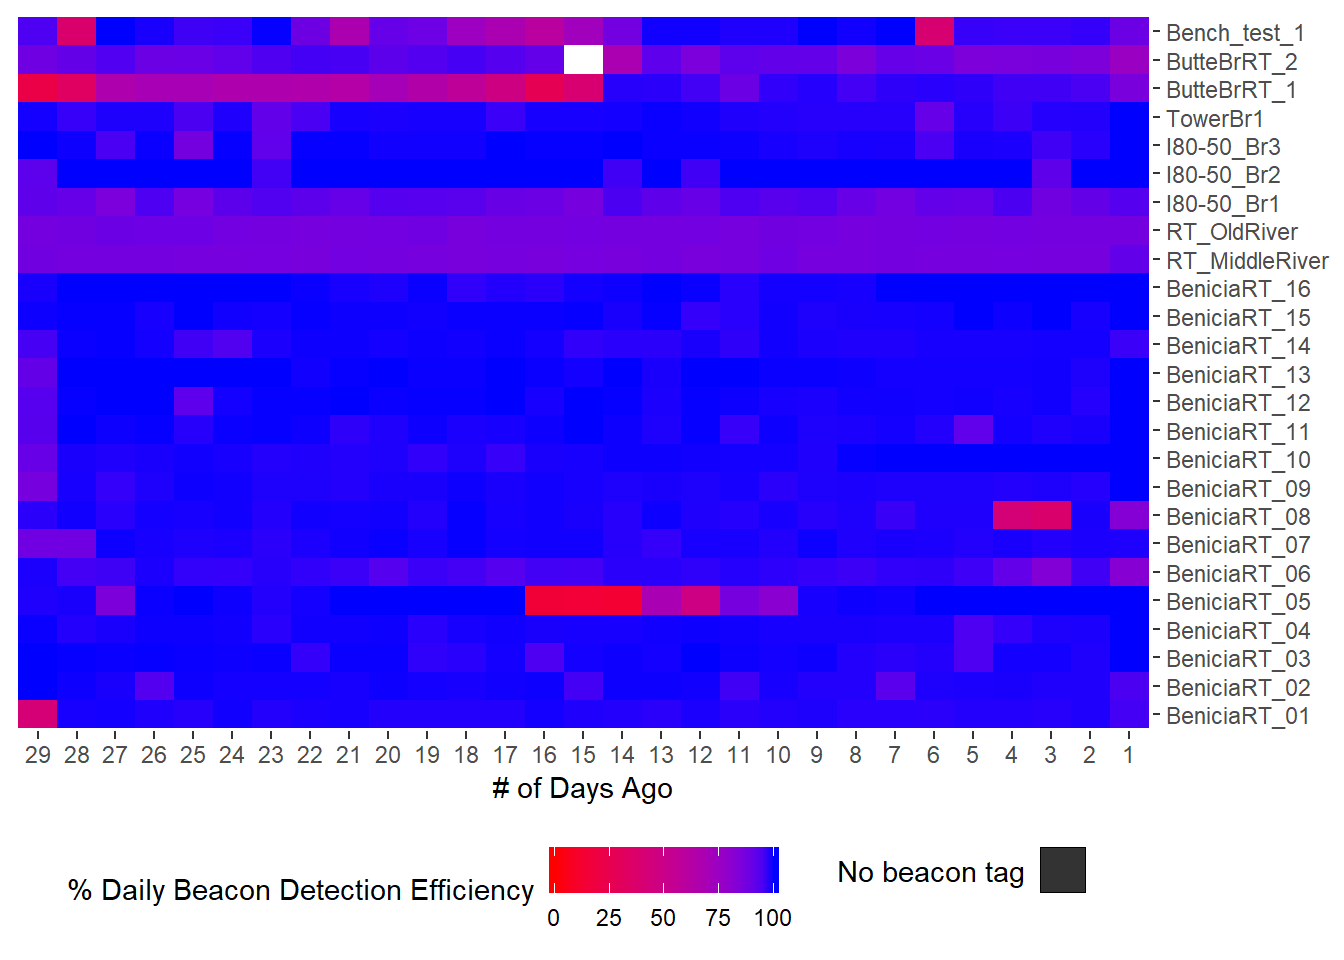 Bench_test_1
ButteBrRT_2
ButteBrRT_1
TowerBr1
I80-50_Br3
I80-50_Br2
I80-50_Br1
RT_OldRiver
RT_MiddleRiver
BeniciaRT_16
BeniciaRT_15
BeniciaRT_14
BeniciaRT_13
BeniciaRT_12
BeniciaRT_11
BeniciaRT_10
BeniciaRT_09
BeniciaRT_08
BeniciaRT_07
BeniciaRT_06
BeniciaRT_05
BeniciaRT_04
BeniciaRT_03
BeniciaRT_02
BeniciaRT_01
29 28 27 26 25 24 23 22 21 20 19 18 17 16 15 14 13 12 11 10 9 8 7 6 5 4 3 2 1
# of Days Ago
% Daily Beacon Detection Efficiency
0 25 50 75 100
No beacon tag